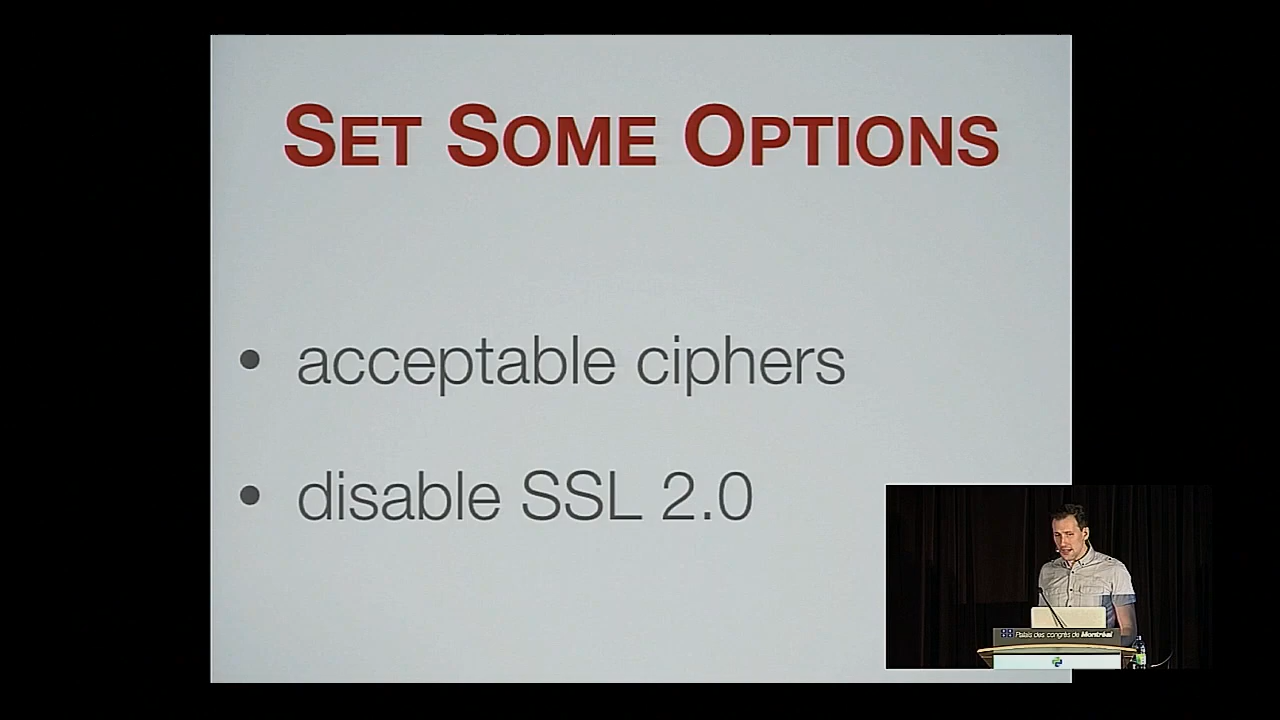 SET SOME OPTIONS
• acceptable ciphers
• disable SSL 2.0
Palais des congrès de Montréal